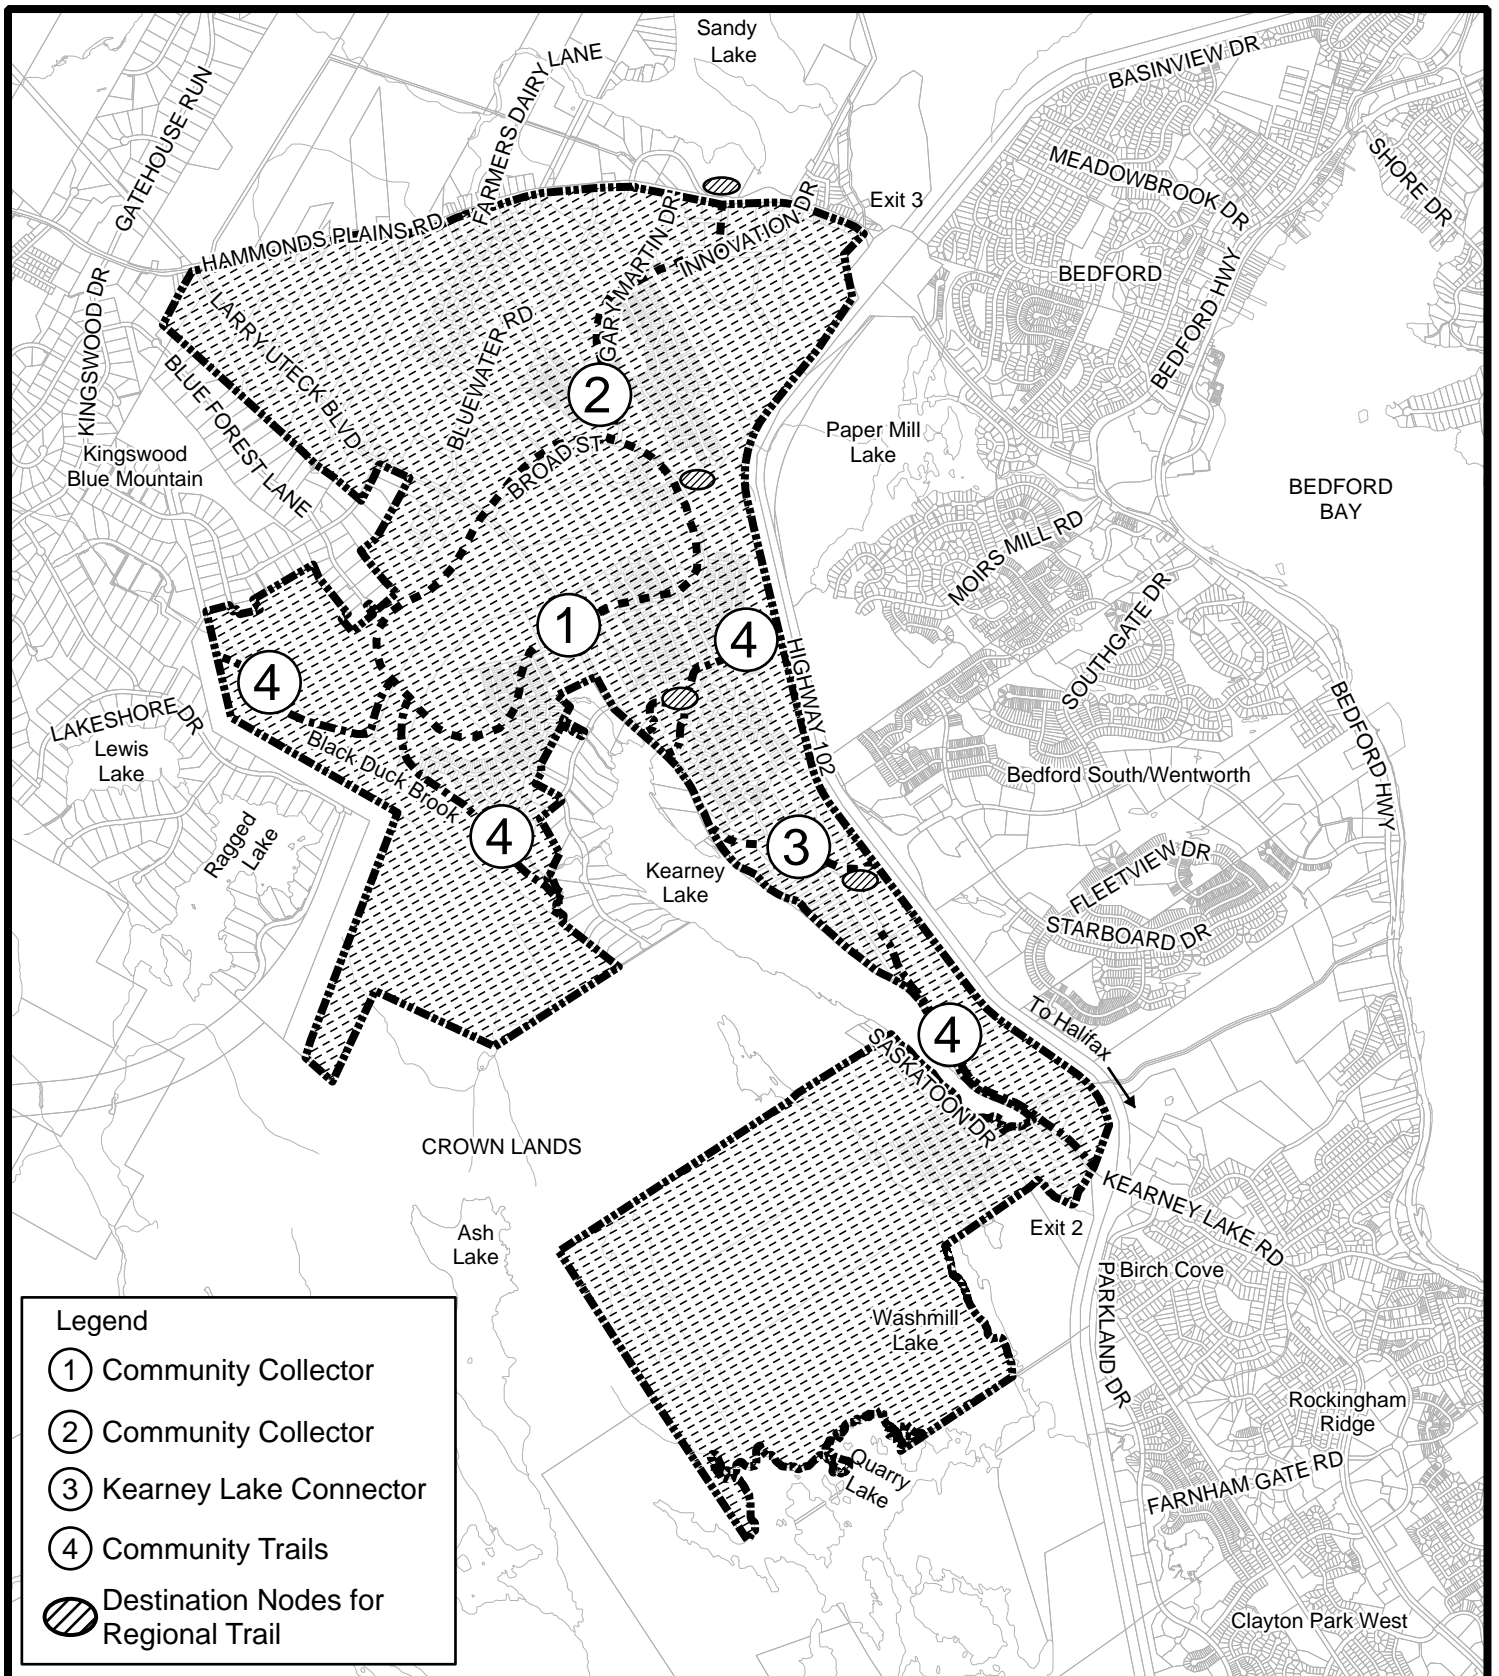 Sandy
Lake
BASINVIEW DR
FARMERS DAIRY LANE
GATEHOUSE RUN
MEADOWBROOK DR
SHORE DR
Exit 3
HAMMONDS PLAINS RD
GARY MARTIN DR
INNOVATION DR
BEDFORD
KINGSWOOD DR
LARRY UTECK BLVD
BLUEWATER RD
BEDFORD HWY
BLUE FOREST LANE
2
Paper Mill
Lake
Kingswood
Blue Mountain
BROAD ST
BEDFORD
BAY
MOIRS MILL RD
SOUTHGATE DR
1
4
HIGHWAY 102
4
LAKESHORE DR
BEDFORD HWY
Lewis
Lake
Black Duck Brook
Bedford South/Wentworth
Ragged
Lake
4
3
Kearney
Lake
FLEETVIEW DR
STARBOARD DR
To Halifax
4
SASKATOON DR
CROWN LANDS
KEARNEY LAKE RD
Ash
Lake
Exit 2
PARKLAND DR
Birch Cove
Washmill
Lake
Rockingham
Ridge
Quarry
Lake
FARNHAM GATE RD
Clayton Park West
Legend
1 Community Collector
2 Community Collector
3 Kearney Lake Connector
4 Community Trails
Destination Nodes for
Regional Trail